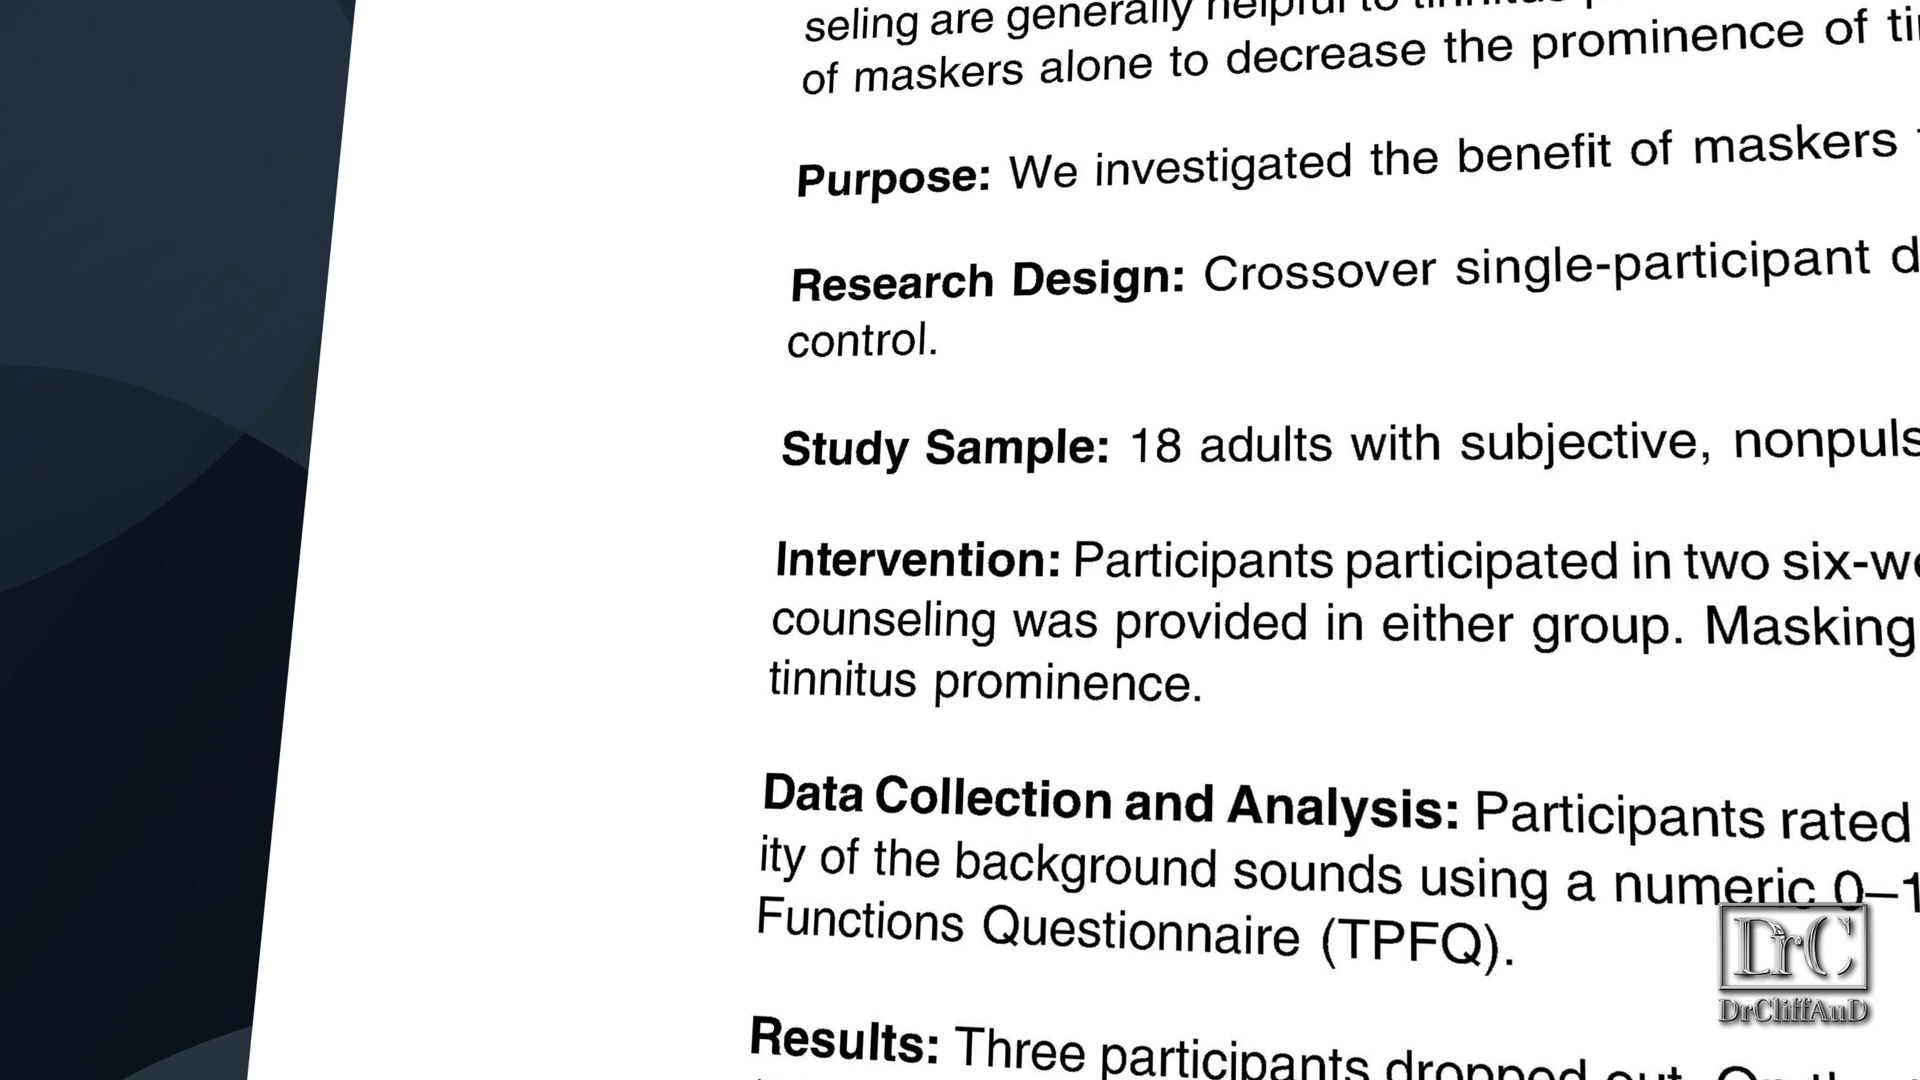 seling are generally helpful to
of maskers alone to decrease the prominence of
Purpose: We investigated the benefit of maskers
Research Design: Crossover single-participant
control.
Study Sample: 18 adults with subjective,
Intervention: Participants participated in two
counseling was provided in either group. Masking
tinnitus prominence.
Data Collection and Analysis: Participants rated
ity of the background sounds using a numeric
Functions Questionnaire (TPFQ).
Results: Three participants dropped out.
DrC
DrCliffAuD